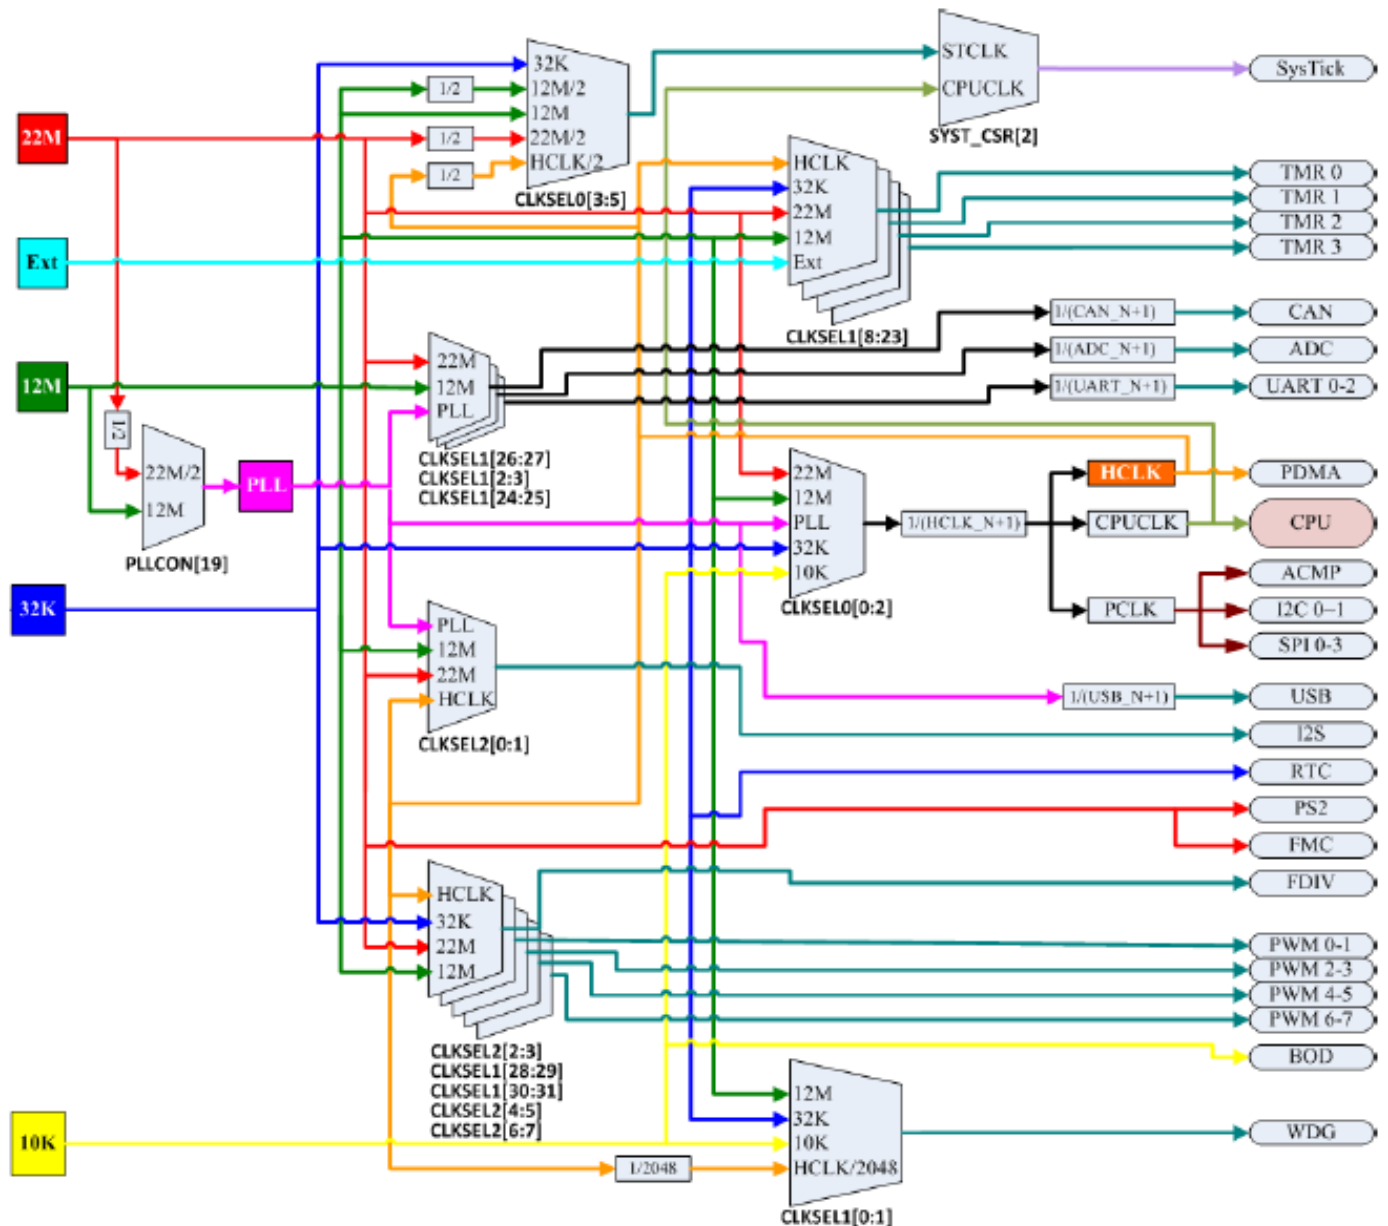 32K
1/2
12M/2
12M
1/2
22M/2
1/2
HCLK/2
CLKSEL0[3:5]
STCLK
CPUCLK
SYST_CSR[2]
SysTick
22M
Ext
12M
HCLK
32K
22M
12M
Ext
CLKSEL1[8:23]
TMR 0
TMR 1
TMR 2
TMR 3
22M
12M
PLL
CLKSEL1[26:27]
CLKSEL1[2:3]
CLKSEL1[24:25]
1/(CAN_N+1)
CAN
1/(ADC_N+1)
ADC
1/(UART_N+1)
UART 0-2
1/2
22M/2
12M
PLLCON[19]
PLL
22M
12M
PLL
32K
10K
CLKSEL0[0:2]
1/(HCLK_N+1)
HCLK
PDMA
CPUCLK
CPU
PCLK
ACMP
I2C 0~1
SPI 0-3
32K
PLL
12M
22M
HCLK
CLKSEL2[0:1]
1/(USB_N+1)
USB
I2S
RTC
PS2
FMC
FDIV
HCLK
32K
22M
12M
CLKSEL2[2:3]
CLKSEL1[28:29]
CLKSEL1[30:31]
CLKSEL2[4:5]
CLKSEL2[6:7]
PWM 0-1
PWM 2-3
PWM 4-5
PWM 6-7
BOD
10K
1/2048
12M
32K
10K
HCLK/2048
CLKSEL1[0:1]
WDG